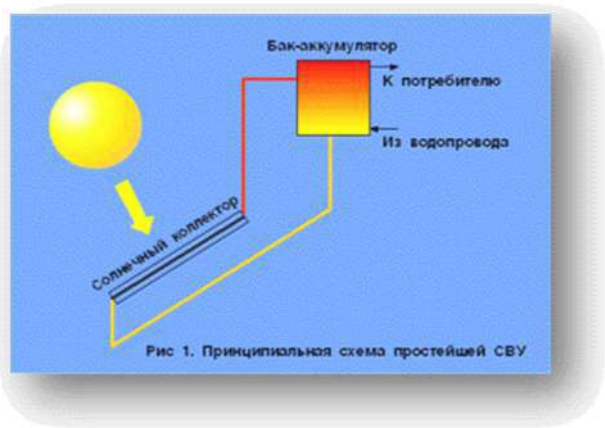 Бак-аккумулятор
К потребителю
Из водопровода
Солнечный коллектор
Рис 1. Принципиальная схема простейшей СВУ